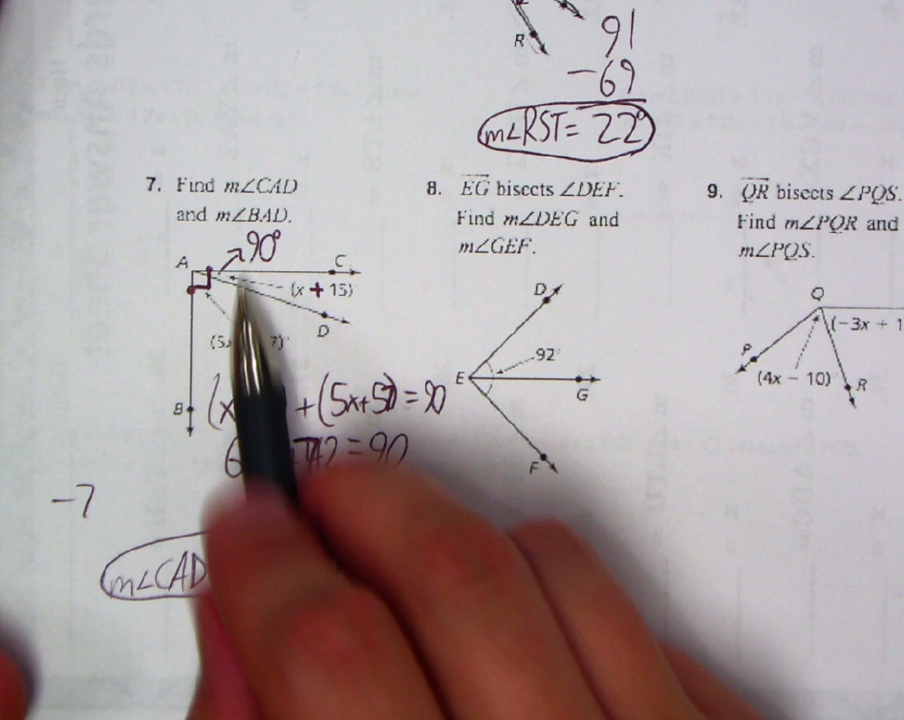 R
91
-69
m∠RST = 22°
7. Find m∠CAD
and m∠BAD.
90°
A
C
(x + 15)
D
B
+ (5x+57) = 90
= 90
-7
m∠CAD
8. EG bisects ∠DEF.
Find m∠DEG and
m∠GEF.
D
92°
E
G
F
9. QR bisects ∠PQS.
Find m∠PQR and
m∠PQS.
Q
(-3x + 1
P
(4x - 10)
R